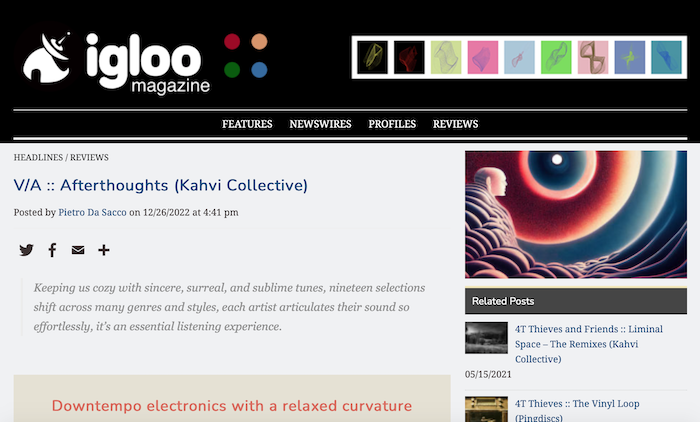 igloo
magazine
FEATURES NEWSWIRES PROFILES REVIEWS
HEADLINES / REVIEWS
V/A :: Afterthoughts (Kahvi Collective)
Posted by Pietro Da Sacco on 12/26/2022 at 4:41 pm
Keeping us cozy with sincere, surreal, and sublime tunes, nineteen selections
shift across many genres and styles, each artist articulates their sound so
effortlessly, it's an essential listening experience.
Downtempo electronics with a relaxed curvature
Related Posts
4T Thieves and Friends :: Liminal
Space – The Remixes (Kahvi
Collective)
05/15/2021
4T Thieves :: The Vinyl Loop
(Pingdiscs)